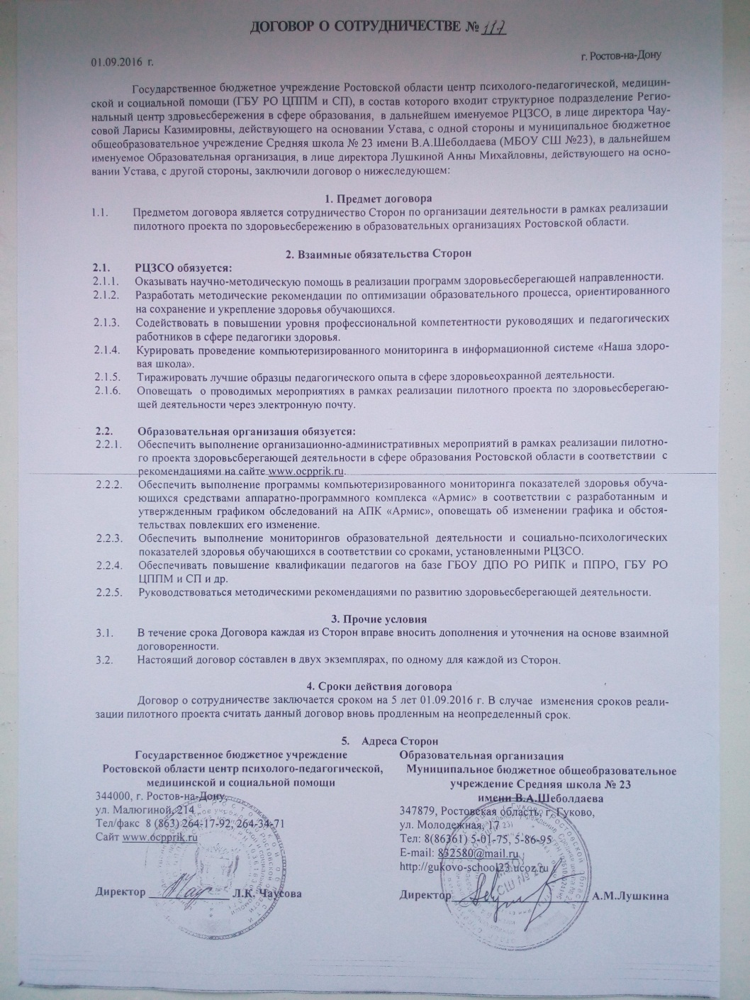 ДОГОВОР О СОТРУДНИЧЕСТВЕ № 117
01.09.2016 г.
г. Ростов-на-Дону
Государственное бюджетное учреждение Ростовской области центр психолого-педагогической, медицин-
ской и социальной помощи (ГБУ РО ЦППМ и СП), в состав которого входит структурное подразделение Регио-
нальный центр здровьесбережения в сфере образования, в дальнейшем именуемое РЦЗСО, в лице директора Чау-
совой Ларисы Казимировны, действующего на основании Устава, с одной стороны и муниципальное бюджетное
общеобразовательное учреждение Средняя школа № 23 имени В.А.Шеболдаева (МБОУ СШ №23), в дальнейшем
именуемое Образовательная организация, в лице директора Лушкиной Анны Михайловны, действующего на осно-
вании Устава, с другой стороны, заключили договор о нижеследующем:
1. Предмет договора
1.1. Предметом договора является сотрудничество Сторон по организации деятельности в рамках реализации
пилотного проекта по здоровьесбережению в образовательных организациях Ростовской области.
2. Взаимные обязательства Сторон
2.1. РЦЗСО обязуется:
2.1.1. Оказывать научно-методическую помощь в реализации программ здоровьесберегающей направленности.
2.1.2. Разработать методические рекомендации по оптимизации образовательного процесса, ориентированного
на сохранение и укрепление здоровья обучающихся.
2.1.3. Содействовать в повышении уровня профессиональной компетентности руководящих и педагогических
работников в сфере педагогики здоровья.
2.1.4. Курировать проведение компьютеризированного мониторинга в информационной системе «Наша здоро-
вая школа».
2.1.5. Тиражировать лучшие образцы педагогического опыта в сфере здоровьеохранной деятельности.
2.1.6. Оповещать о проводимых мероприятиях в рамках реализации пилотного проекта по здоровьесберегаю-
щей деятельности через электронную почту.
2.2. Образовательная организация обязуется:
2.2.1. Обеспечить выполнение организационно-административных мероприятий в рамках реализации пилотно-
го проекта здоровьсберегающей деятельности в сфере образования Ростовской области в соответствии с
рекомендациями на сайте www.ocpprik.ru.
2.2.2. Обеспечить выполнение программы компьютеризированного мониторинга показателей здоровья обуча-
ющихся средствами аппаратно-программного комплекса «Армис» в соответствии с разработанным и
утвержденным графиком обследований на АПК «Армис», оповещать об изменении графика и обстоя-
тельствах повлекших его изменение.
2.2.3. Обеспечить выполнение мониторингов образовательной деятельности и социально-психологических
показателей здоровья обучающихся в соответствии со сроками, установленными РЦЗСО.
2.2.4. Обеспечивать повышение квалификации педагогов на базе ГБОУ ДПО РО РИПК и ППРО, ГБУ РО
ЦППМ и СП и др.
2.2.5. Руководствоваться методическими рекомендациями по развитию здоровьесберегающей деятельности.
3. Прочие условия
3.1. В течение срока Договора каждая из Сторон вправе вносить дополнения и уточнения на основе взаимной
договоренности.
3.2. Настоящий договор составлен в двух экземплярах, по одному для каждой из Сторон.
4. Сроки действия договора
Договор о сотрудничестве заключается сроком на 5 лет 01.09.2016 г. В случае изменения сроков реали-
зации пилотного проекта считать данный договор вновь продленным на неопределенный срок.
5. Адреса Сторон
Государственное бюджетное учреждение
Ростовской области центр психолого-педагогической,
медицинской и социальной помощи
344000, г. Ростов-на-Дону,
ул. Малюгиной, 214
Тел/факс 8 (863) 264-17-92, 264-34-71
Сайт www.ocpprik.ru
Директор Л.К. Чаусова
Образовательная организация
Муниципальное бюджетное общеобразовательное
учреждение Средняя школа № 23
имени В.А.Шеболдаева
347879, Ростовская область, г. Гуково,
ул. Молодежная, 17
Тел: 8(86361) 5-01-75, 5-86-95
E-mail: 832580@mail.ru
http://gukovo-school23.ucoz.ru
Директор А.М.Лушкина
МБОУ
СШ № 23